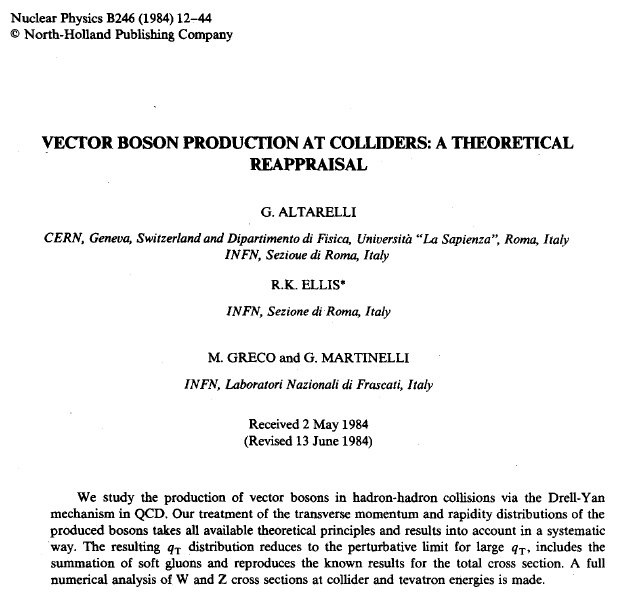 Nuclear Physics B246 (1984) 12–44
© North-Holland Publishing Company
VECTOR BOSON PRODUCTION AT COLLIDERS: A THEORETICAL
REAPPRAISAL
G. ALTARELLI
CERN, Geneva, Switzerland and Dipartimento di Fisica, Università "La Sapienza", Roma, Italy
INFN, Sezioue di Roma, Italy
R.K. ELLIS*
INFN, Sezione di Roma, Italy
M. GRECO and G. MARTINELLI
INFN, Laboratori Nazionali di Frascati, Italy
Received 2 May 1984
(Revised 13 June 1984)
We study the production of vector bosons in hadron-hadron collisions via the Drell-Yan
mechanism in QCD. Our treatment of the transverse momentum and rapidity distributions of the
produced bosons takes all available theoretical principles and results into account in a systematic
way. The resulting qT distribution reduces to the perturbative limit for large qT, includes the
summation of soft gluons and reproduces the known results for the total cross section. A full
numerical analysis of W and Z cross sections at collider and tevatron energies is made.